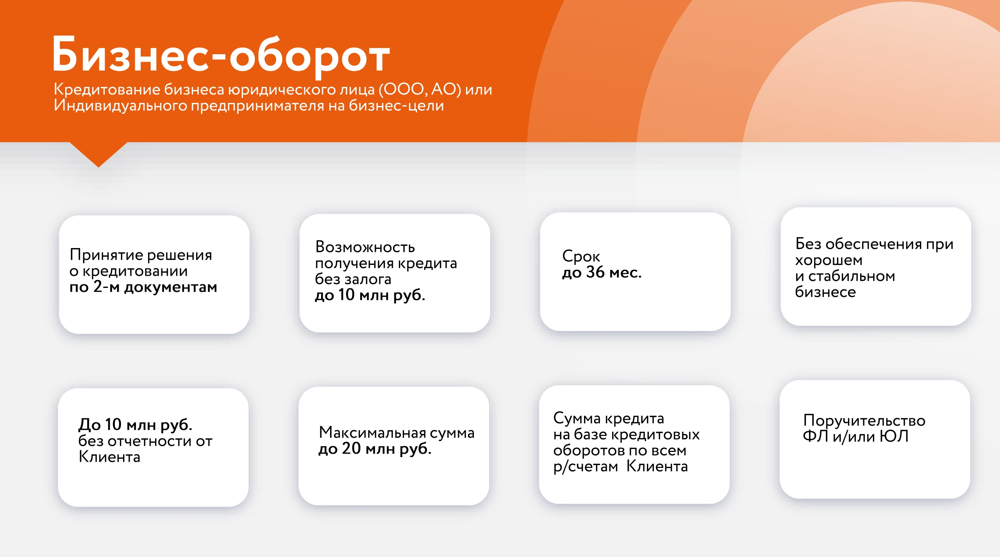 Бизнес-оборот
Кредитование бизнеса юридического лица (ООО, АО) или
Индивидуального предпринимателя на бизнес-цели
Принятие решения
о кредитовании
по 2-м документам
Возможность
получения кредита
без залога
до 10 млн руб.
Срок
до 36 мес.
Без обеспечения при
хорошем
и стабильном
бизнесе
До 10 млн руб.
без отчетности от
Клиента
Максимальная сумма
до 20 млн руб.
Сумма кредита
на базе кредитовых
оборотов по всем
р/счетам  Клиента
Поручительство
ФЛ и/или ЮЛ